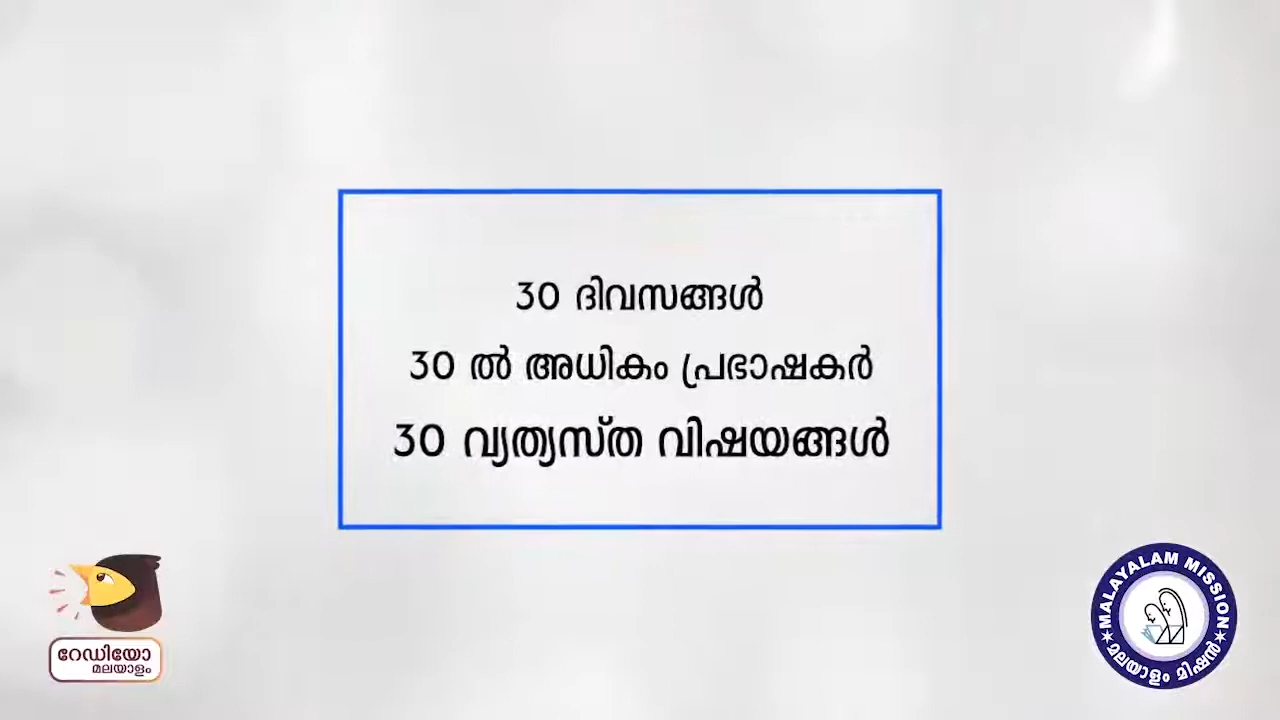 30 ദിവസങ്ങൾ
30 ൽ അധികം പ്രഭാഷകർ
30 വ്യത്യസ്ത വിഷയങ്ങൾ
റേഡിയോ
മലയാളം
MALAYALAM MISSION
മലയാളം മിഷൻ